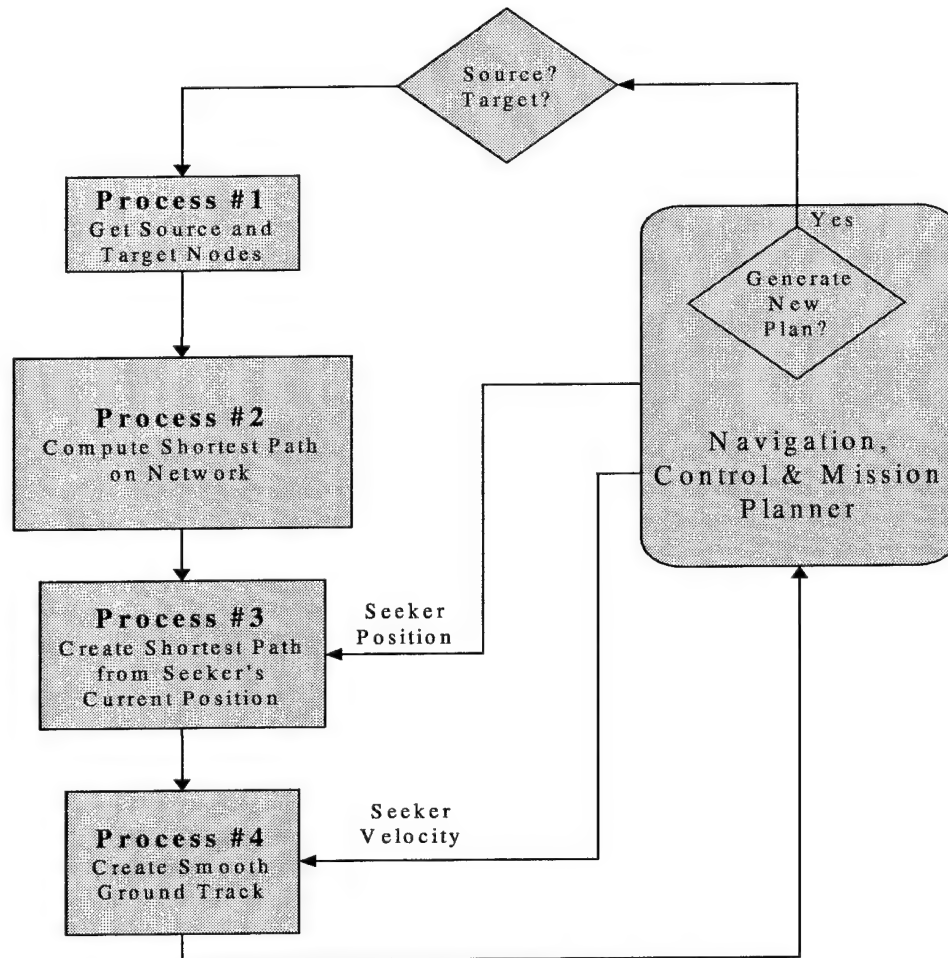 Source?
Target?
Process #1
Get Source and
Target Nodes
Yes
Generate
New
Plan?
Process #2
Compute Shortest Path
on Network
Navigation,
Control & Mission
Planner
Process #3
Create Shortest Path
from Seeker's
Current Position
Seeker
Position
Process #4
Create Smooth
Ground Track
Seeker
Velocity